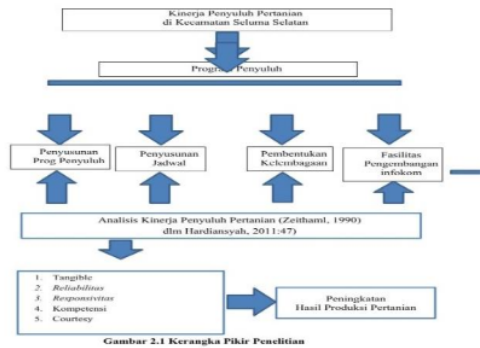 Kinerja Penyuluh Pertanian
di Kecamatan Seluma Selatan
Program Penyuluh
Penyusunan
Prog Penyuluh
Penyusunan
Jadwal
Pembentukan
Kelembagaan
Fasilitas
Pengembangan
infokom
Analisis Kinerja Penyuluh Pertanian (Zeithaml, 1990)
dlm Hardiansyah, 2011:47)
1. Tangible
2. Reliabilitas
3. Responsivitas
4. Kompetensi
5. Courtesy
Peningkatan
Hasil Produksi Pertanian
Gambar 2.1 Kerangka Pikir Penelitian